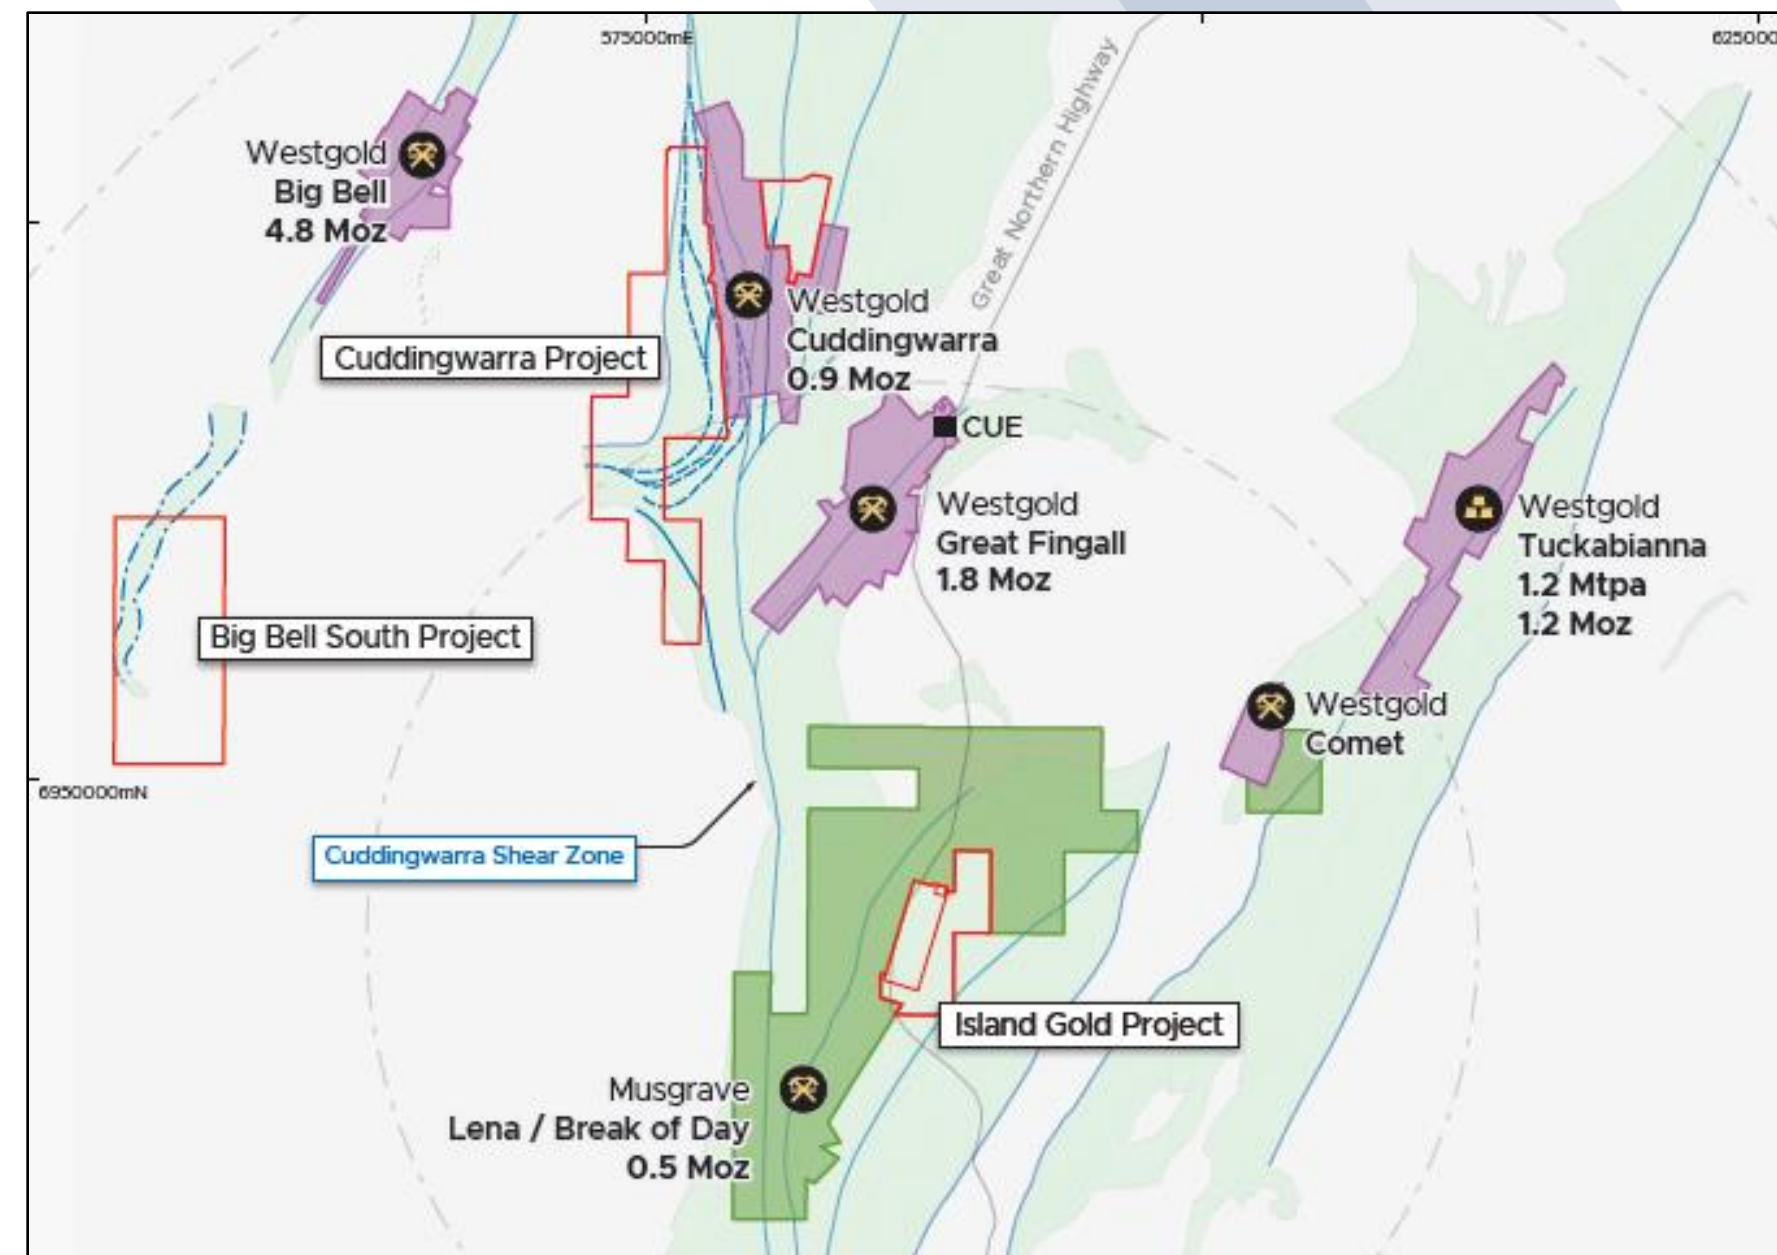 575000mE
625000
Great Northern Highway
Westgold
Big Bell
4.8 Moz
Westgold
Cuddingwarra
0.9 Moz
Cuddingwarra Project
CUE
Westgold
Great Fingall
1.8 Moz
Westgold
Tuckabianna
1.2 Mtpa
1.2 Moz
Big Bell South Project
Westgold
Comet
6950000mN
Cuddingwarra Shear Zone
Island Gold Project
Musgrave
Lena / Break of Day
0.5 Moz